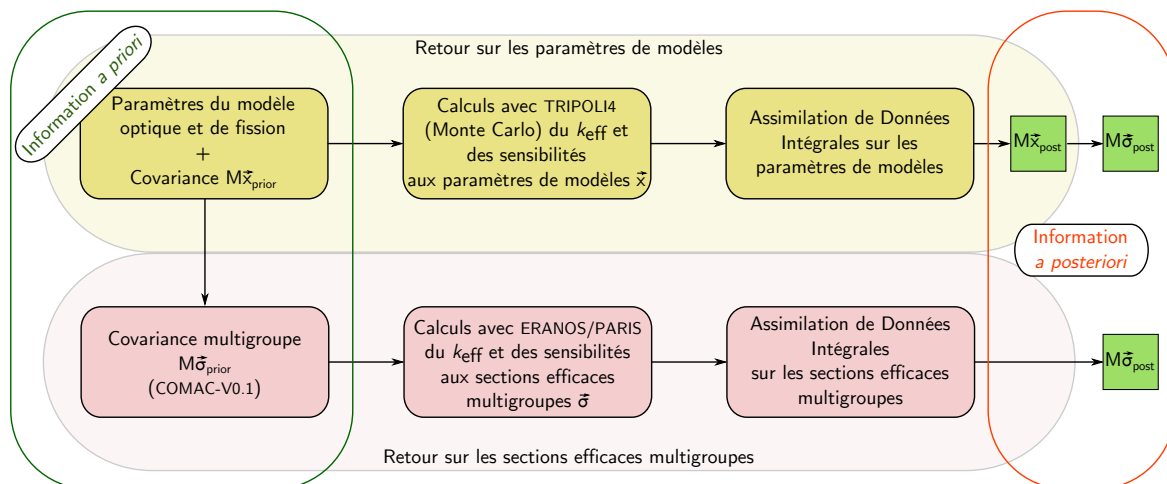 Retour sur les paramètres de modèles
Information a priori
Paramètres du modèle
optique et de fission
+
Covariance Mx⃗prior
Calculs avec TRIPOLI4
(Monte Carlo) du keff et
des sensibilités
aux paramètres de modèles x⃗
Assimilation de Données
Intégrales sur les
paramètres de modèles
Mx⃗post
Mσ⃗post
Information
a posteriori
Covariance multigroupe
Mσ⃗prior
(COMAC-V0.1)
Calculs avec ERANOS/PARIS
du keff et des sensibilités
aux sections efficaces
multigroupes σ⃗
Assimilation de Données
Intégrales
sur les sections efficaces
multigroupes
Mσ⃗post
Retour sur les sections efficaces multigroupes